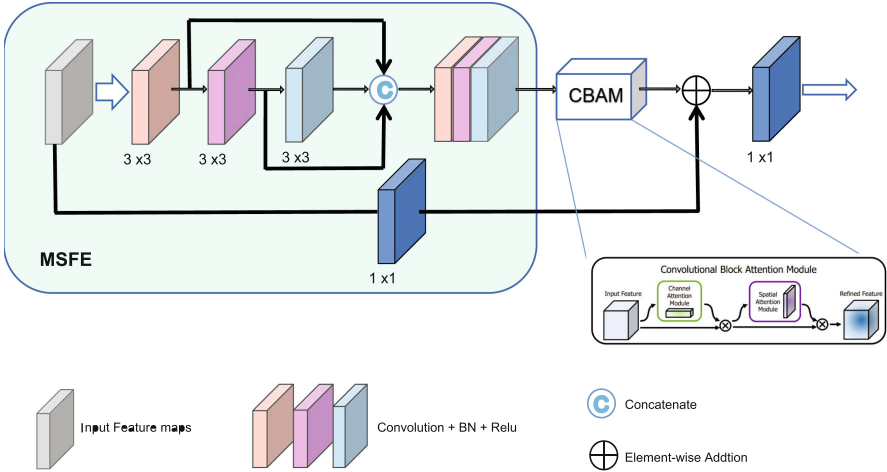 C
CBAM
3 x3
3 x3
3 x3
1 x1
MSFE
1 x1
Convolutional Block Attention Module
Input Feature
Channel
Attention
Module
Spatial
Attention
Module
Refined Feature
Input Feature maps
Convolution + BN + Relu
C
Concatenate
Element-wise Addtion